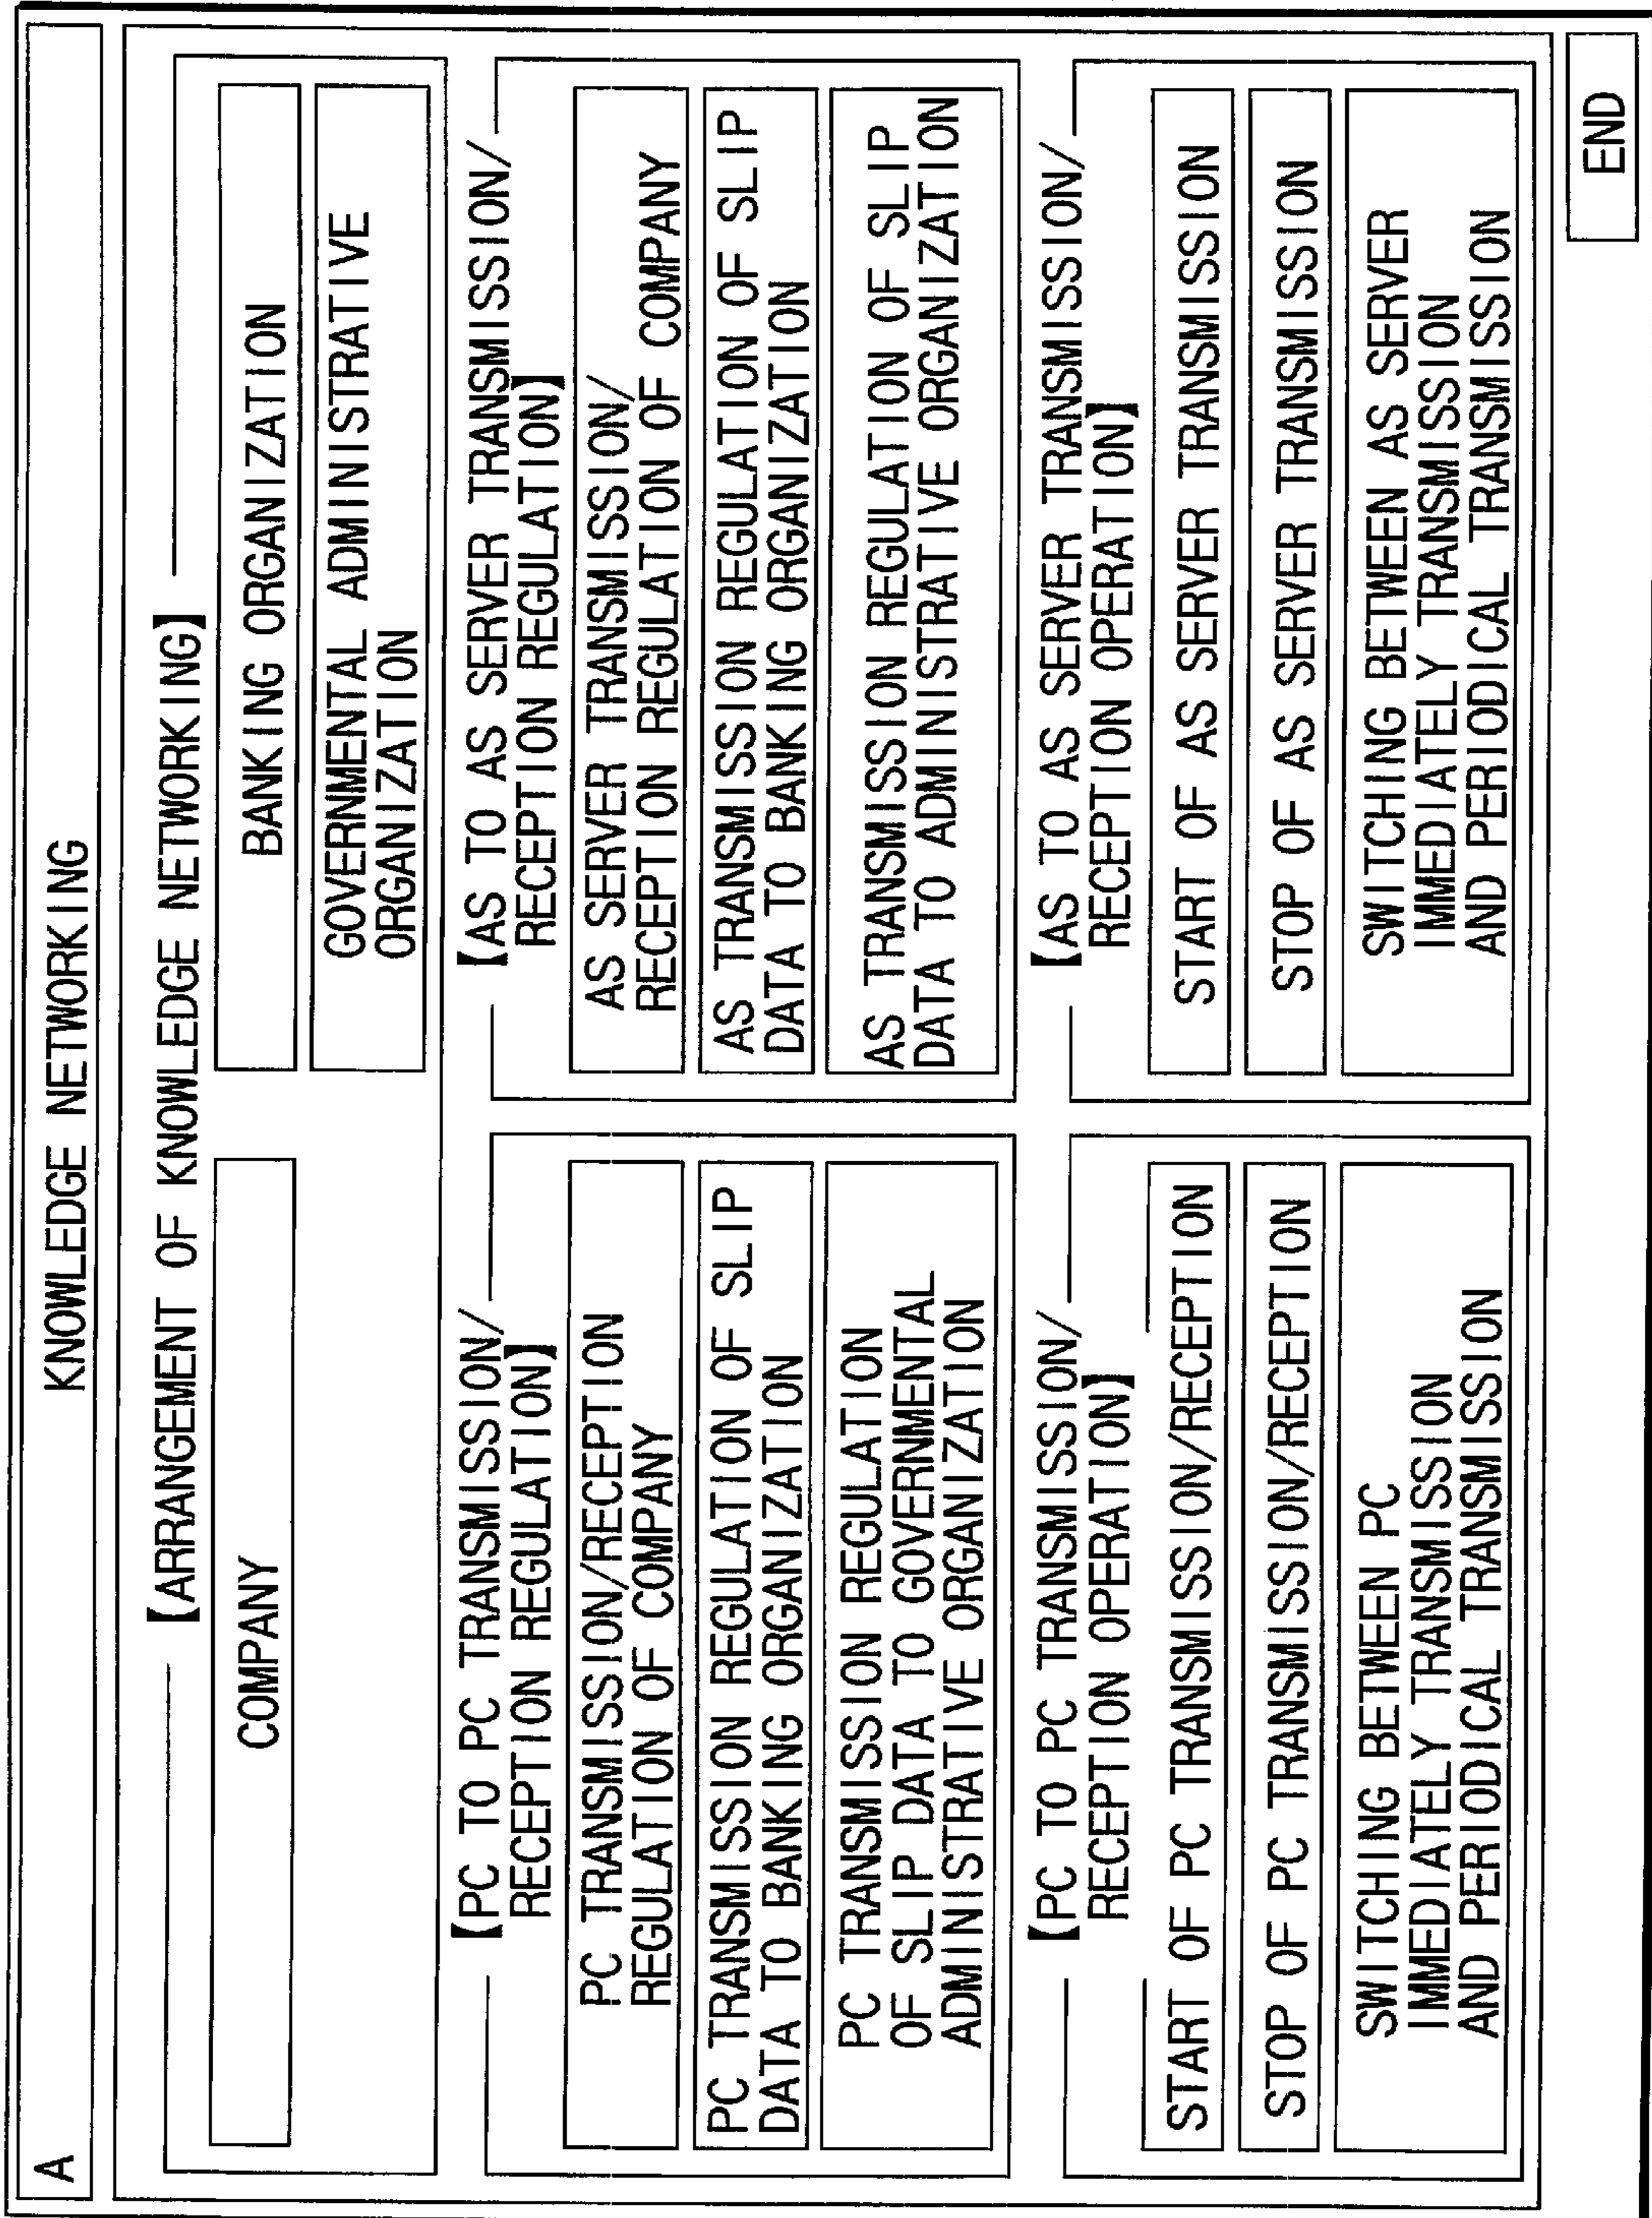 A
KNOWLEDGE NETWORKING
【ARRANGEMENT OF KNOWLEDGE NETWORKING】
COMPANY
BANKING ORGANIZATION
GOVERNMENTAL ADMINISTRATIVE
ORGANIZATION
【PC TO PC TRANSMISSION/
RECEPTION REGULATION】
PC TRANSMISSION/RECEPTION
REGULATION OF COMPANY
PC TRANSMISSION REGULATION OF SLIP
DATA TO BANKING ORGANIZATION
PC TRANSMISSION REGULATION
OF SLIP DATA TO GOVERNMENTAL
ADMINISTRATIVE ORGANIZATION
【AS TO AS SERVER TRANSMISSION/
RECEPTION REGULATION】
AS SERVER TRANSMISSION/
RECEPTION REGULATION OF COMPANY
AS TRANSMISSION REGULATION OF SLIP
DATA TO BANKING ORGANIZATION
AS TRANSMISSION REGULATION OF SLIP
DATA TO ADMINISTRATIVE ORGANIZATION
【PC TO PC TRANSMISSION/
RECEPTION OPERATION】
START OF PC TRANSMISSION/RECEPTION
STOP OF PC TRANSMISSION/RECEPTION
SWITCHING BETWEEN PC
IMMEDIATELY TRANSMISSION
AND PERIODICAL TRANSMISSION
【AS TO AS SERVER TRANSMISSION/
RECEPTION OPERATION】
START OF AS SERVER TRANSMISSION
STOP OF AS SERVER TRANSMISSION
SWITCHING BETWEEN AS SERVER
IMMEDIATELY TRANSMISSION
AND PERIODICAL TRANSMISSION
END